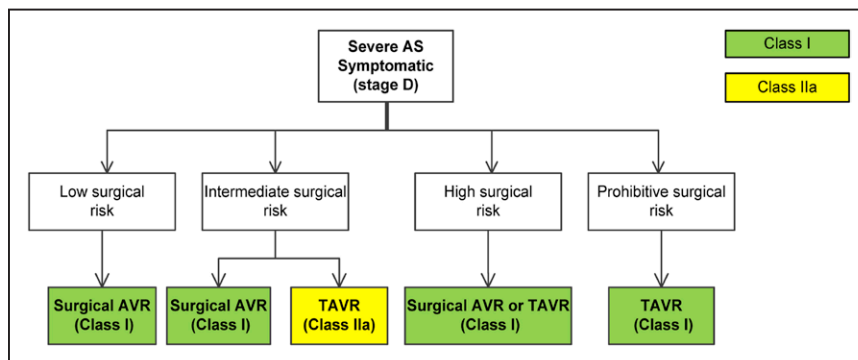 Severe AS
Symptomatic
(stage D)
Class I
Class IIa
Low surgical
risk
Intermediate surgical
risk
High surgical
risk
Prohibitive surgical
risk
Surgical AVR
(Class I)
Surgical AVR
(Class I)
TAVR
(Class IIa)
Surgical AVR or TAVR
(Class I)
TAVR
(Class I)